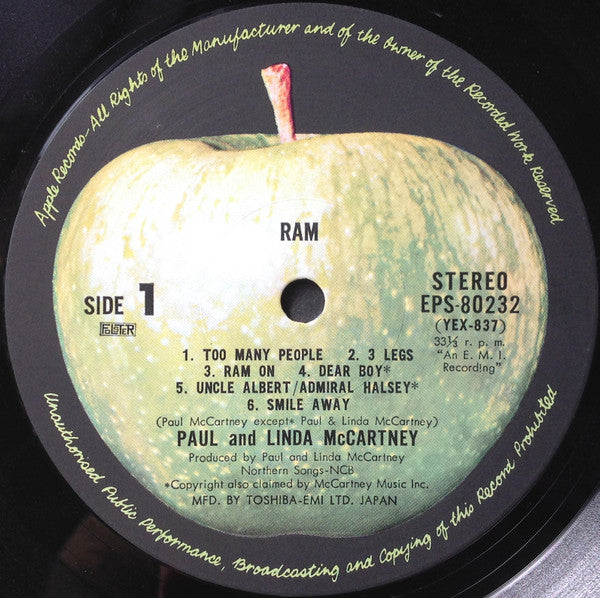 Apple Records-All Rights of the Manufacturer and of the Owner of the Recorded Work Reserved
RAM
SIDE 1
STEREO
EPS-80232
(YEX-837)
33⅓ r. p. m.
"An E. M. I.
Recording"
1. TOO MANY PEOPLE 2. 3 LEGS
3. RAM ON 4. DEAR BOY*
5. UNCLE ALBERT/ADMIRAL HALSEY*
6. SMILE AWAY
(Paul McCartney except* Paul & Linda McCartney)
PAUL and LINDA McCARTNEY
Produced by Paul and Linda McCartney
Northern Songs-NCB
*Copyright also claimed by McCartney Music Inc.
MFD. BY TOSHIBA-EMI LTD. JAPAN
Unauthorised Public Performance, Broadcasting and Copying of this Record Prohibited